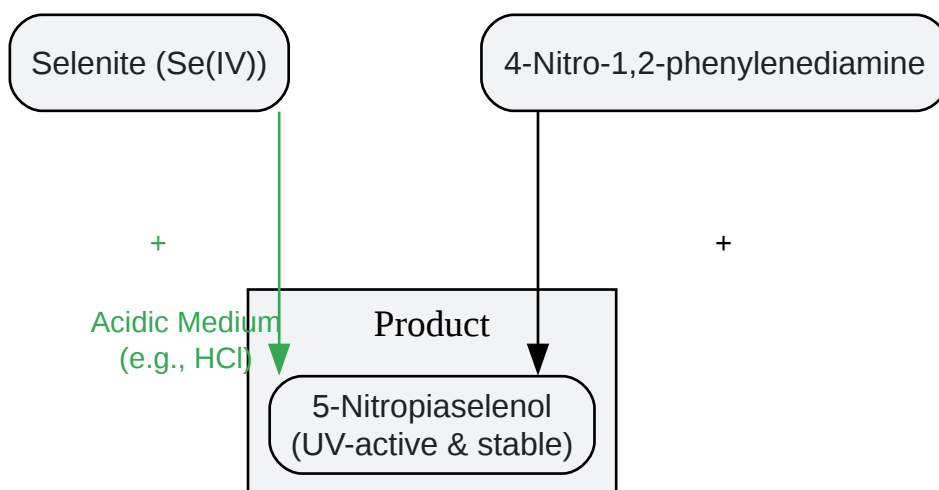 Selenite (Se(IV))
4-Nitro-1,2-phenylenediamine
+
+
Acidic Medium
(e.g., HCl)
Product
5-Nitropiaselenol
(UV-active & stable)